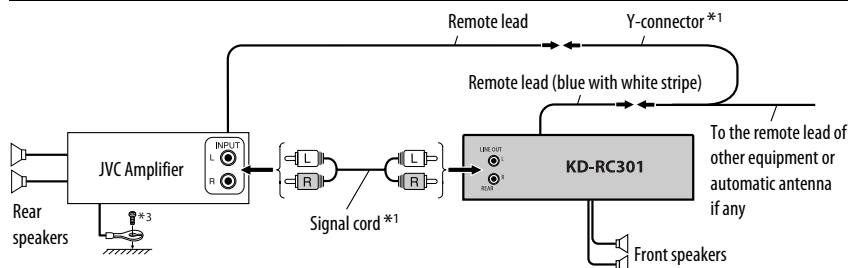 Remote lead
Y-connector *1
Remote lead (blue with white stripe)
To the remote lead of
other equipment or
automatic antenna
if any
JVC Amplifier
INPUT
L
R
L
R
L
R
LINE OUT
L
R
REAR
KD-RC301
*3
Rear
speakers
Signal cord *1
Front speakers